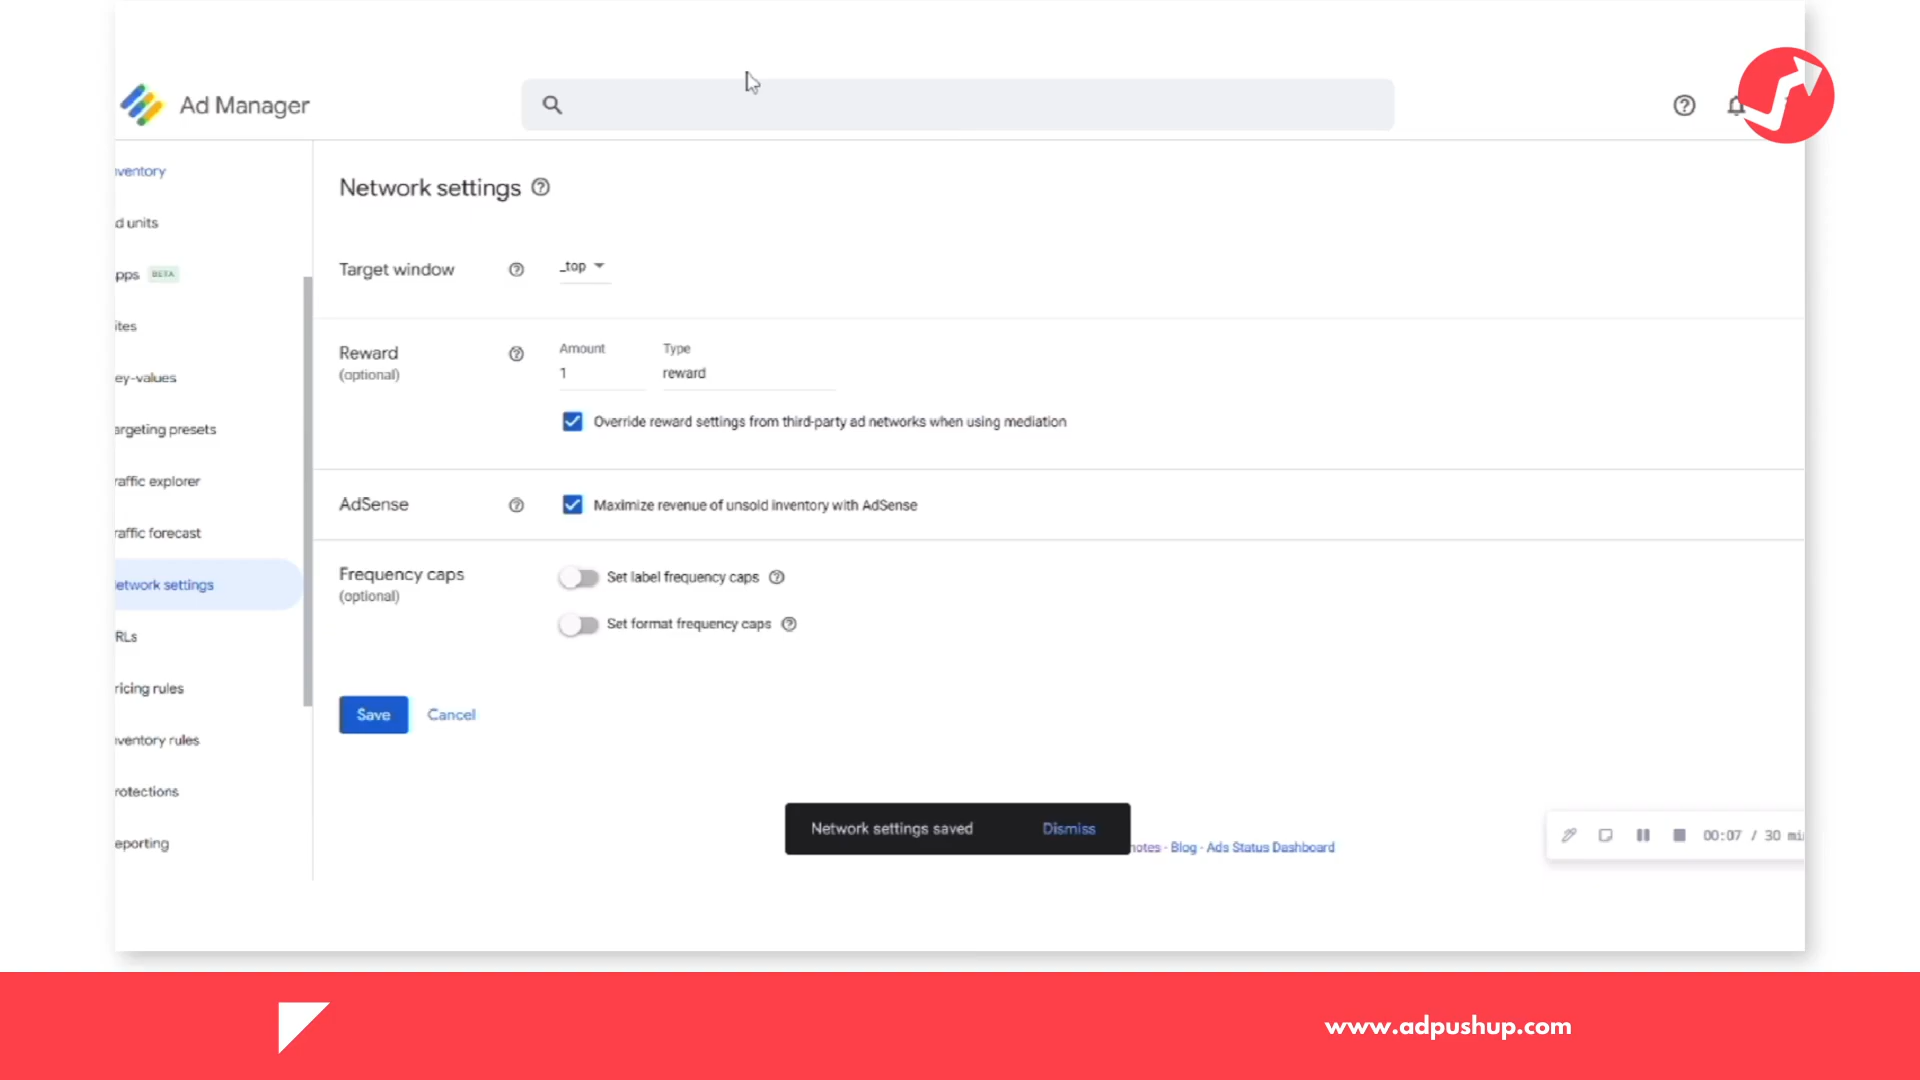 Ad Manager
nventory
d units
pps BETA
ites
ey-values
argeting presets
raffic explorer
raffic forecast
etwork settings
RLs
ricing rules
nventory rules
rotections
eporting
Network settings
Target window
_top
Reward
(optional)
Amount
Type
1
reward
Override reward settings from third-party ad networks when using mediation
AdSense
Maximize revenue of unsold inventory with AdSense
Frequency caps
(optional)
Set label frequency caps
Set format frequency caps
Save
Cancel
Network settings saved
Dismiss
notes - Blog - Ads Status Dashboard
00:07 / 30 mi
www.adpushup.com